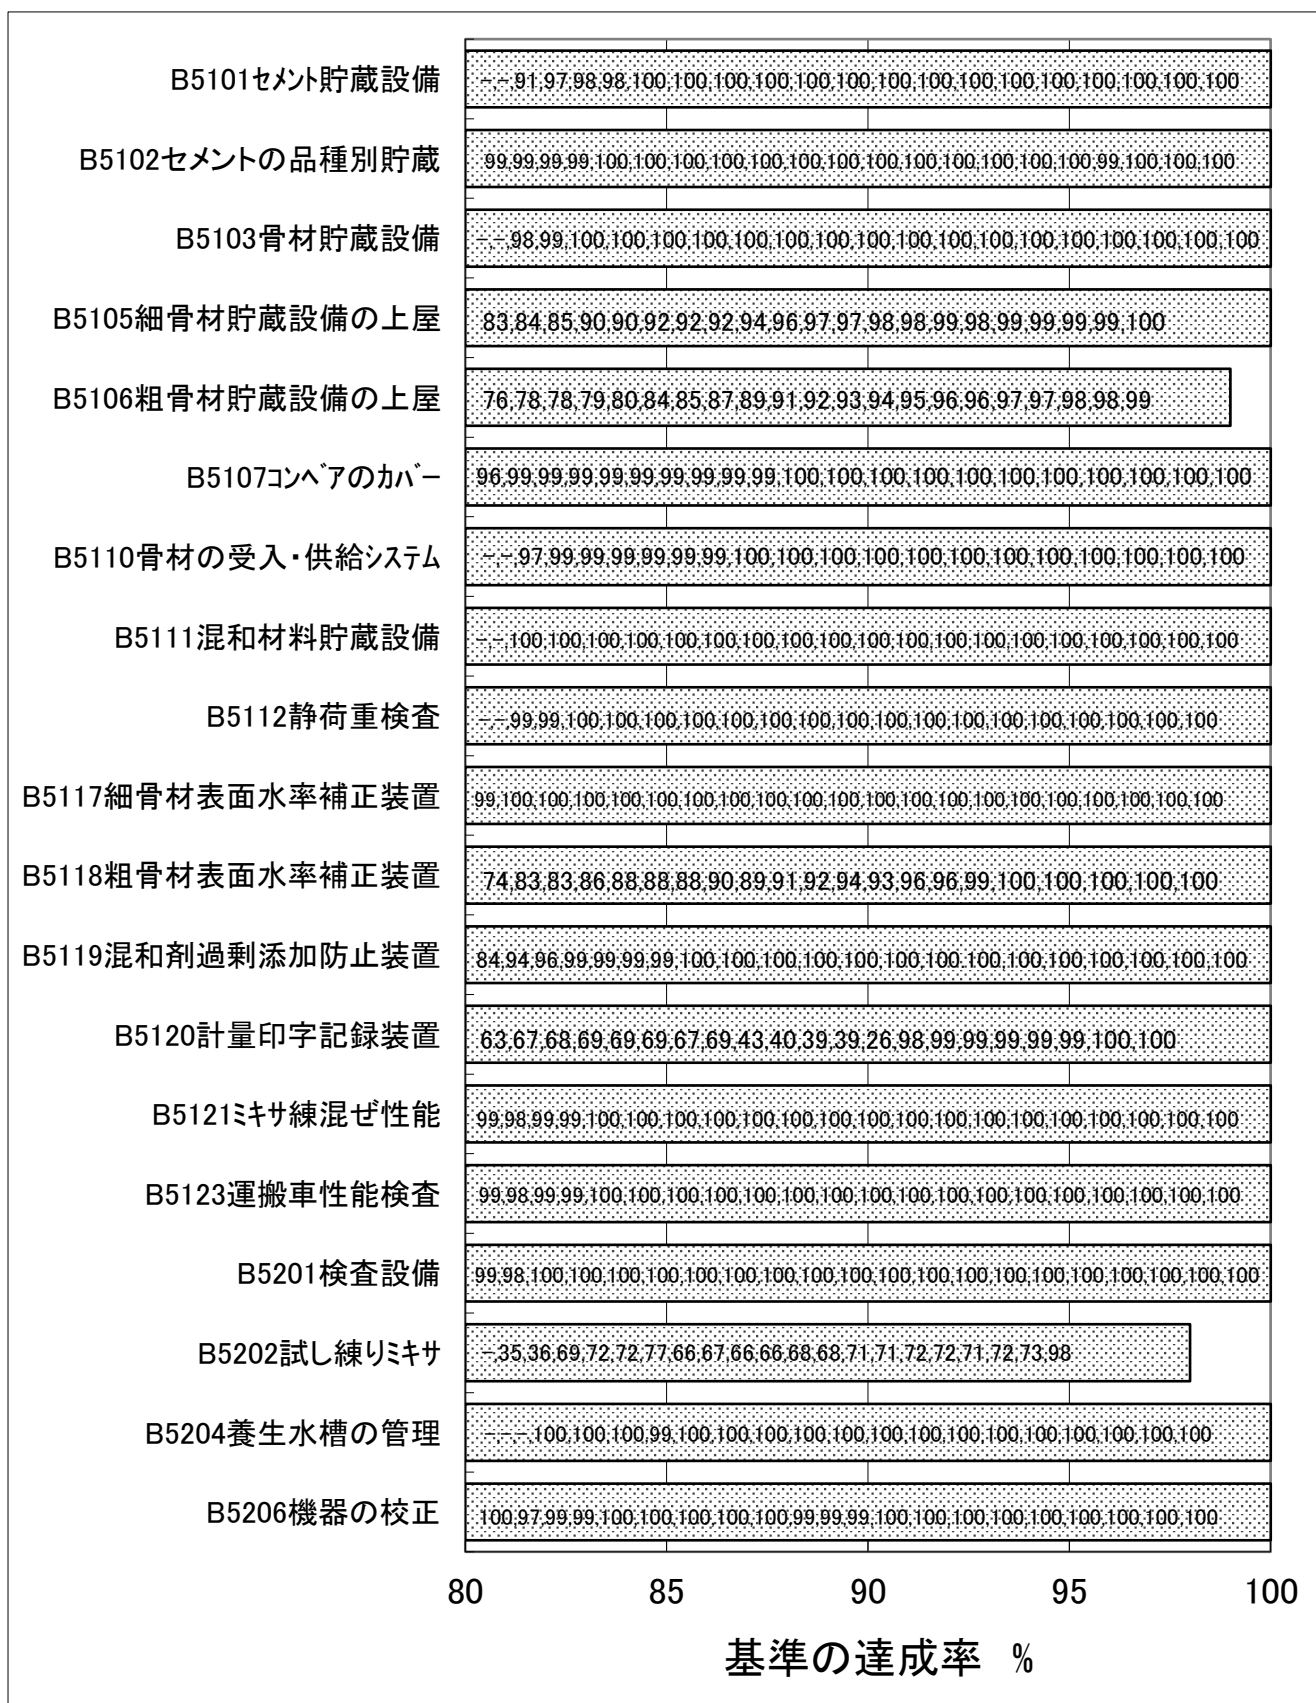 B5101セメント貯蔵設備 -,-,91,97,98,98,100,100,100,100,100,100,100,100,100,100,100,100,100,100,100
B5102セメントの品種別貯蔵 99,99,99,99,100,100,100,100,100,100,100,100,100,100,100,100,100,99,100,100,100
B5103骨材貯蔵設備 -,-,98,99,100,100,100,100,100,100,100,100,100,100,100,100,100,100,100,100,100
B5105細骨材貯蔵設備の上屋 83,84,85,90,90,92,92,92,94,96,97,97,98,98,99,98,99,99,99,99,100
B5106粗骨材貯蔵設備の上屋 76,78,78,79,80,84,85,87,89,91,92,93,94,95,96,96,97,97,98,98,99
B5107コンベアのカバー 96,99,99,99,99,99,99,99,99,99,100,100,100,100,100,100,100,100,100,100,100
B5110骨材の受入・供給システム -,-,97,99,99,99,99,99,99,100,100,100,100,100,100,100,100,100,100,100,100
B5111混和材料貯蔵設備 -,-,100,100,100,100,100,100,100,100,100,100,100,100,100,100,100,100,100,100,100
B5112静荷重検査 -,-,99,99,100,100,100,100,100,100,100,100,100,100,100,100,100,100,100,100,100
B5117細骨材表面水率補正装置 99,100,100,100,100,100,100,100,100,100,100,100,100,100,100,100,100,100,100,100,100
B5118粗骨材表面水率補正装置 74,83,83,86,88,88,88,90,89,91,92,94,93,96,96,99,100,100,100,100,100
B5119混和剤過剰添加防止装置 84,94,96,99,99,99,99,100,100,100,100,100,100,100,100,100,100,100,100,100,100
B5120計量印字記録装置 63,67,68,69,69,69,67,69,43,40,39,39,26,98,99,99,99,99,99,100,100
B5121ミキサ練混ぜ性能 99,98,99,99,100,100,100,100,100,100,100,100,100,100,100,100,100,100,100,100,100
B5123運搬車性能検査 99,98,99,99,100,100,100,100,100,100,100,100,100,100,100,100,100,100,100,100,100
B5201検査設備 99,98,100,100,100,100,100,100,100,100,100,100,100,100,100,100,100,100,100,100,100
B5202試し練りミキサ -,35,36,69,72,72,77,66,67,66,66,68,68,71,71,72,72,71,72,73,98
B5204養生水槽の管理 -,-,-,100,100,100,99,100,100,100,100,100,100,100,100,100,100,100,100,100,100
B5206機器の校正 100,97,99,99,100,100,100,100,100,99,99,99,100,100,100,100,100,100,100,100,100
80 85 90 95 100
基準の達成率 %